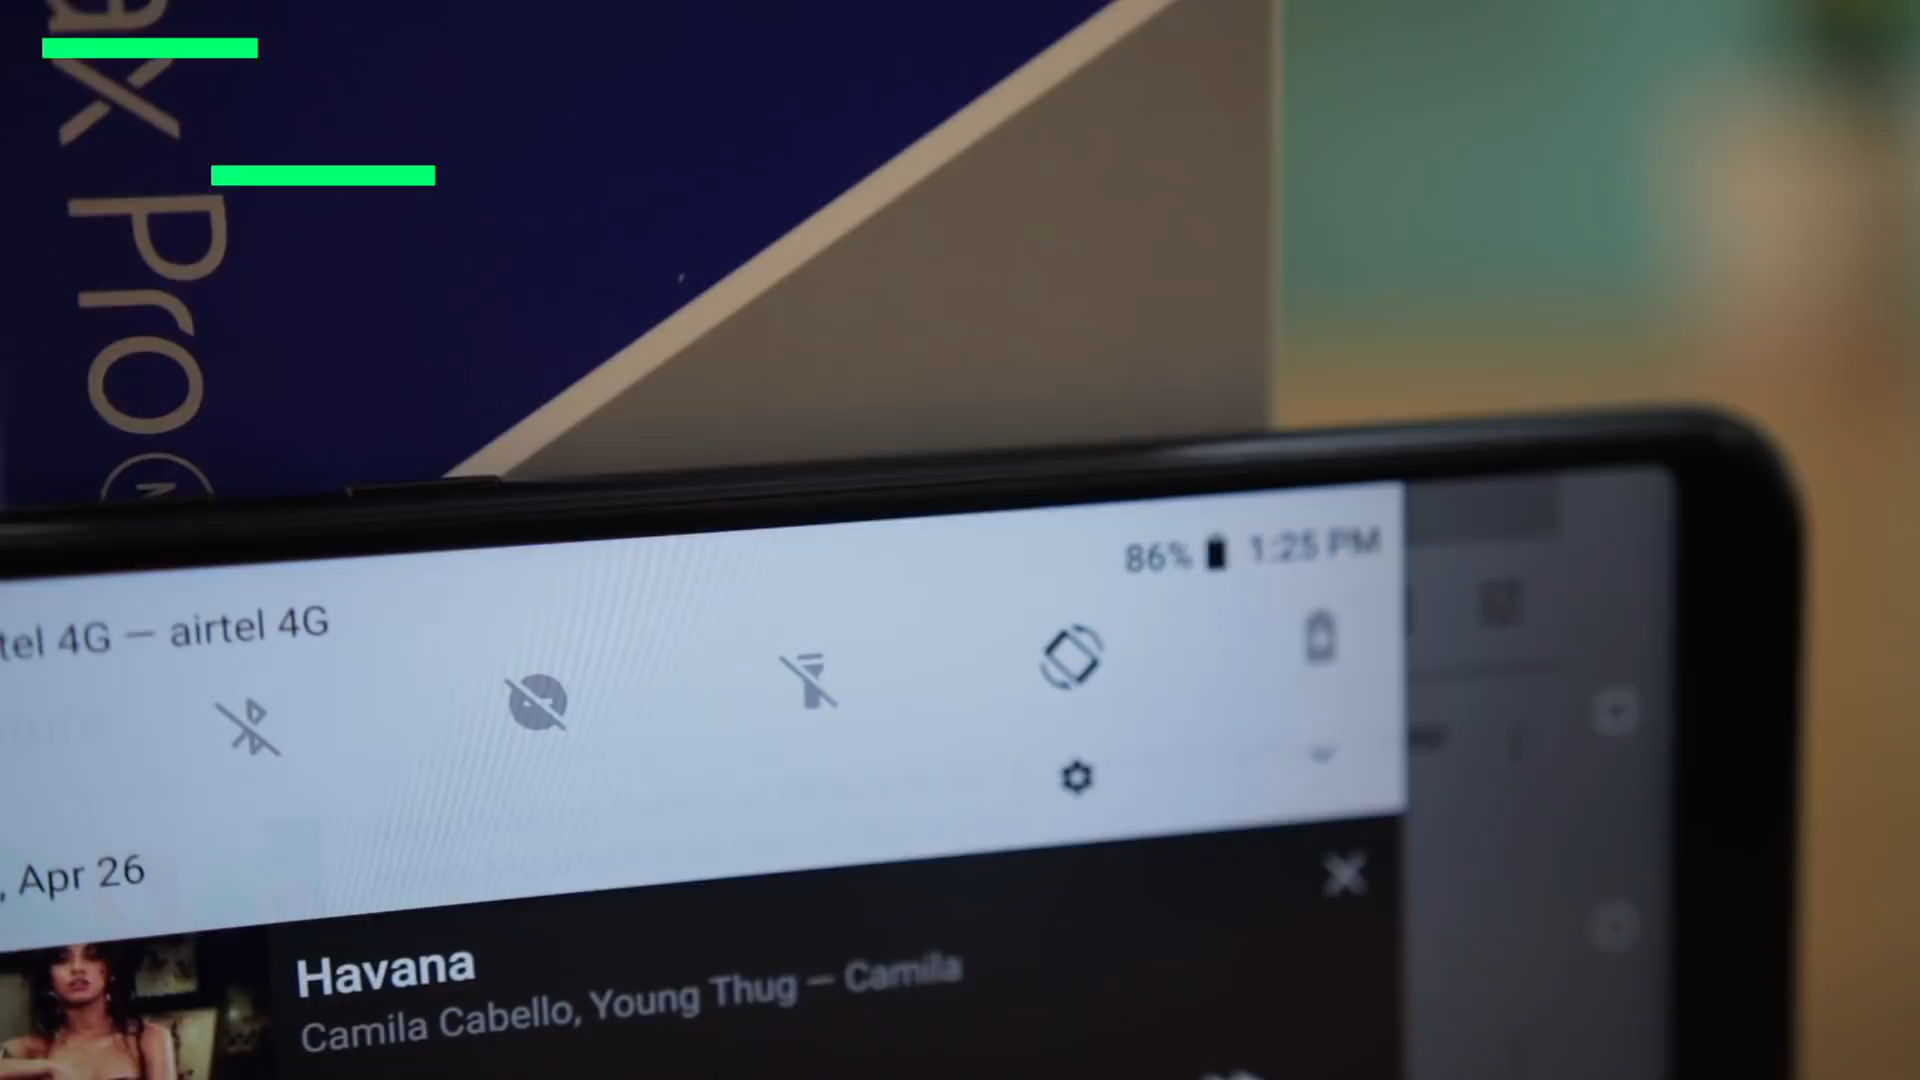 ax Pro
M
86% 1:25 PM
tel 4G — airtel 4G
, Apr 26
Havana
Camila Cabello, Young Thug — Camila